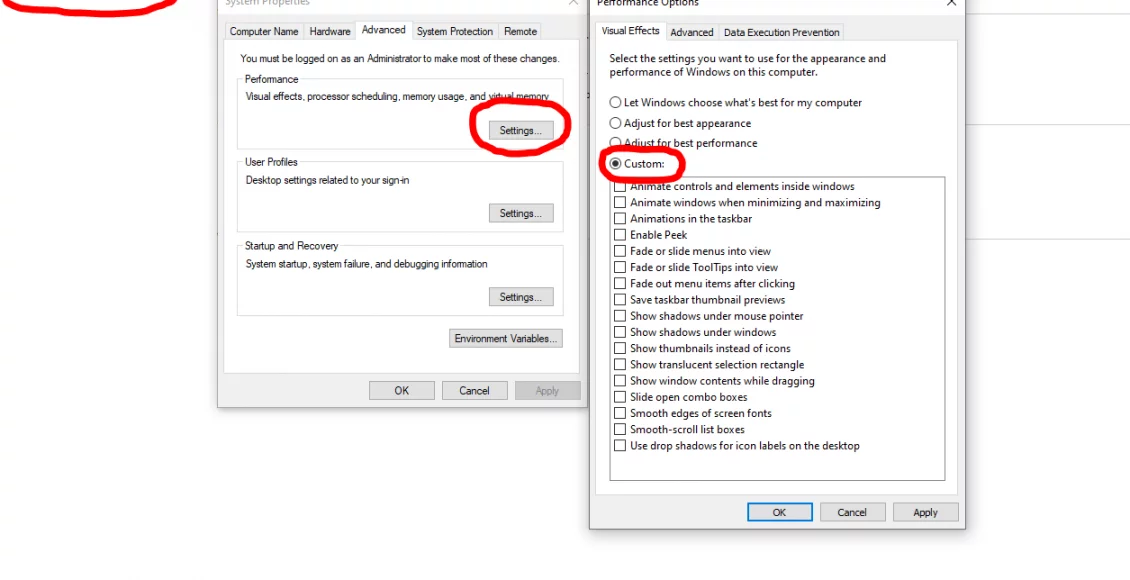 System Properties
Computer Name Hardware Advanced System Protection Remote
You must be logged on as an Administrator to make most of these changes.
Performance
Visual effects, processor scheduling, memory usage, and virtual memory
Settings...
User Profiles
Desktop settings related to your sign-in
Settings...
Startup and Recovery
System startup, system failure, and debugging information
Settings...
Environment Variables...
OK Cancel Apply
Performance Options
Visual Effects Advanced Data Execution Prevention
Select the settings you want to use for the appearance and
performance of Windows on this computer.
Let Windows choose what's best for my computer
Adjust for best appearance
Adjust for best performance
Custom:
Animate controls and elements inside windows
Animate windows when minimizing and maximizing
Animations in the taskbar
Enable Peek
Fade or slide menus into view
Fade or slide ToolTips into view
Fade out menu items after clicking
Save taskbar thumbnail previews
Show shadows under mouse pointer
Show shadows under windows
Show thumbnails instead of icons
Show translucent selection rectangle
Show window contents while dragging
Slide open combo boxes
Smooth edges of screen fonts
Smooth-scroll list boxes
Use drop shadows for icon labels on the desktop
OK Cancel Apply